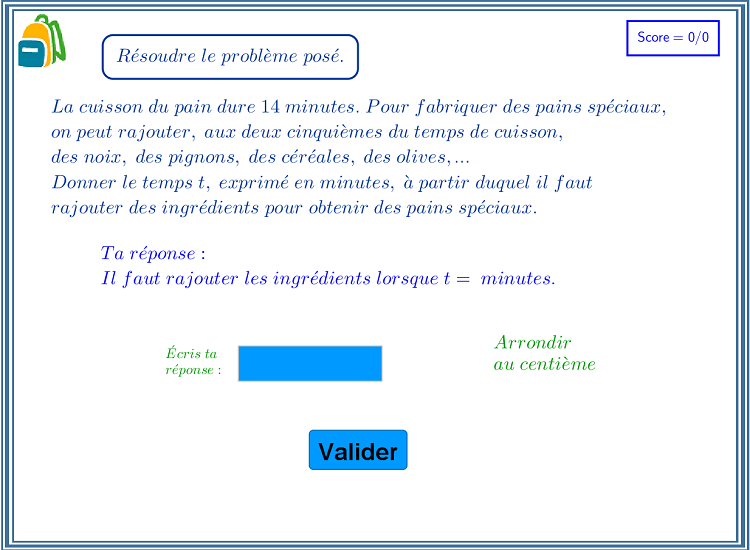 Score = 0/0
Résoudre le problème posé.
La cuisson du pain dure 14 minutes. Pour fabriquer des pains spéciaux,
on peut rajouter, aux deux cinquièmes du temps de cuisson,
des noix, des pignons, des céréales, des olives,...
Donner le temps t, exprimé en minutes, à partir duquel il faut
rajouter des ingrédients pour obtenir des pains spéciaux.
Ta réponse :
Il faut rajouter les ingrédients lorsque t = minutes.
Écris ta
réponse :
Arrondir
au centième
Valider